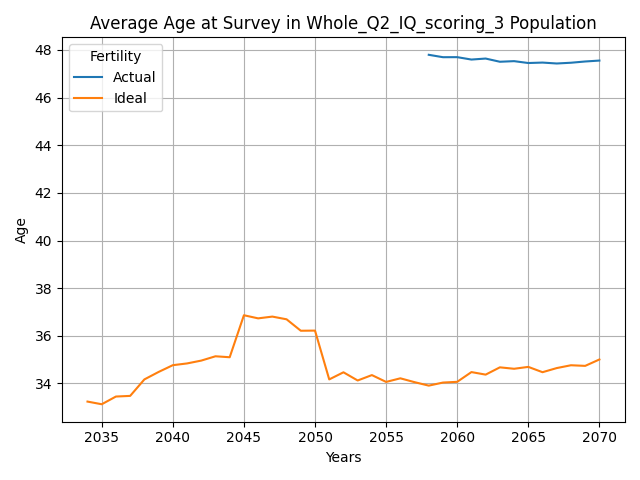 Average Age at Survey in Whole_Q2_IQ_scoring_3 Population
Fertility
Actual
Ideal
Age
48
46
44
42
40
38
36
34
2035 2040 2045 2050 2055 2060 2065 2070
Years